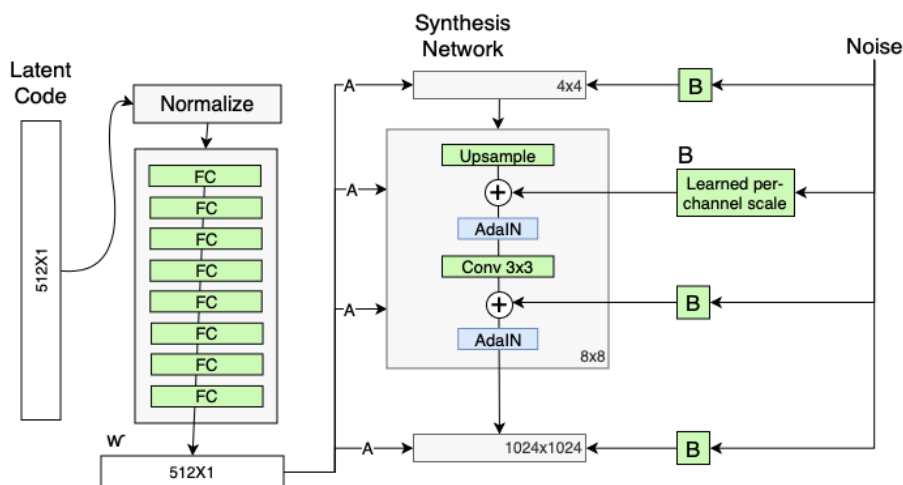 Synthesis
Network
Noise
Latent
Code
Normalize
A
4x4
B
512X1
FC
FC
FC
FC
FC
FC
FC
FC
Upsample
+
AdaIN
Conv 3x3
+
AdaIN
8x8
A
A
B
Learned per-
channel scale
B
w
512X1
A
1024x1024
B